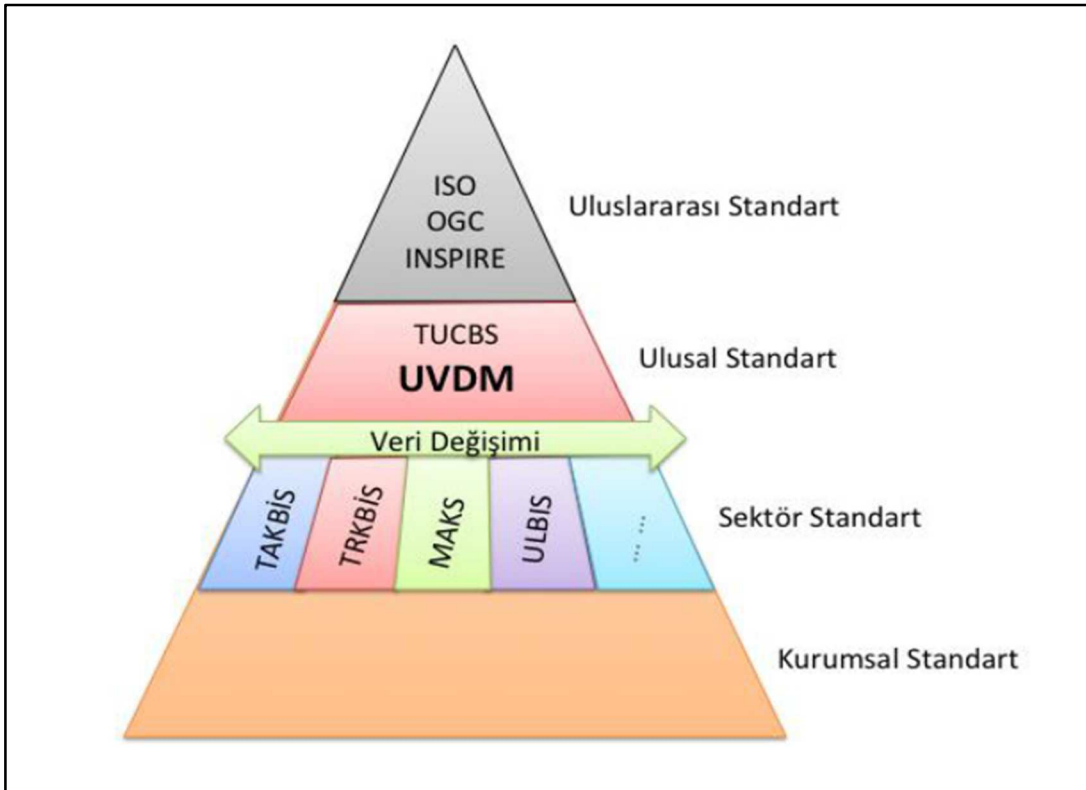 ISO
OGC
INSPIRE
Uluslararası Standart
TUCBS
UVDM
Ulusal Standart
Veri Değişimi
TAKBİS
TRKBİS
MAKS
ULBIS
... ...
Sektör Standart
Kurumsal Standart